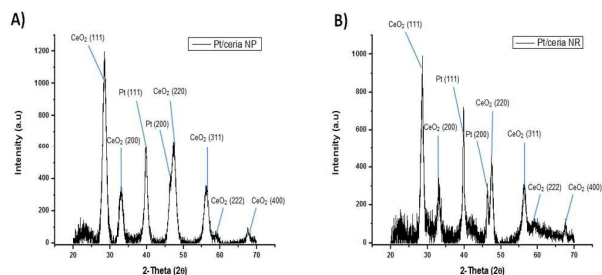 A)
Pt/ceria NP
CeO₂ (111)
Pt (111)
Pt (200)
CeO₂ (220)
CeO₂ (200)
CeO₂ (311)
CeO₂ (222)
CeO₂ (400)
Intensity (a.u)
1200
1000
800
600
400
200
0
20 30 40 50 60 70
2-Theta (2θ)
B)
Pt/ceria NR
CeO₂ (111)
Pt (111)
CeO₂ (220)
CeO₂ (200)
Pt (200)
CeO₂ (311)
CeO₂ (222)
CeO₂ (400)
Intensity (a.u)
1000
800
600
400
200
0
20 30 40 50 60 70
2-Theta (2θ)